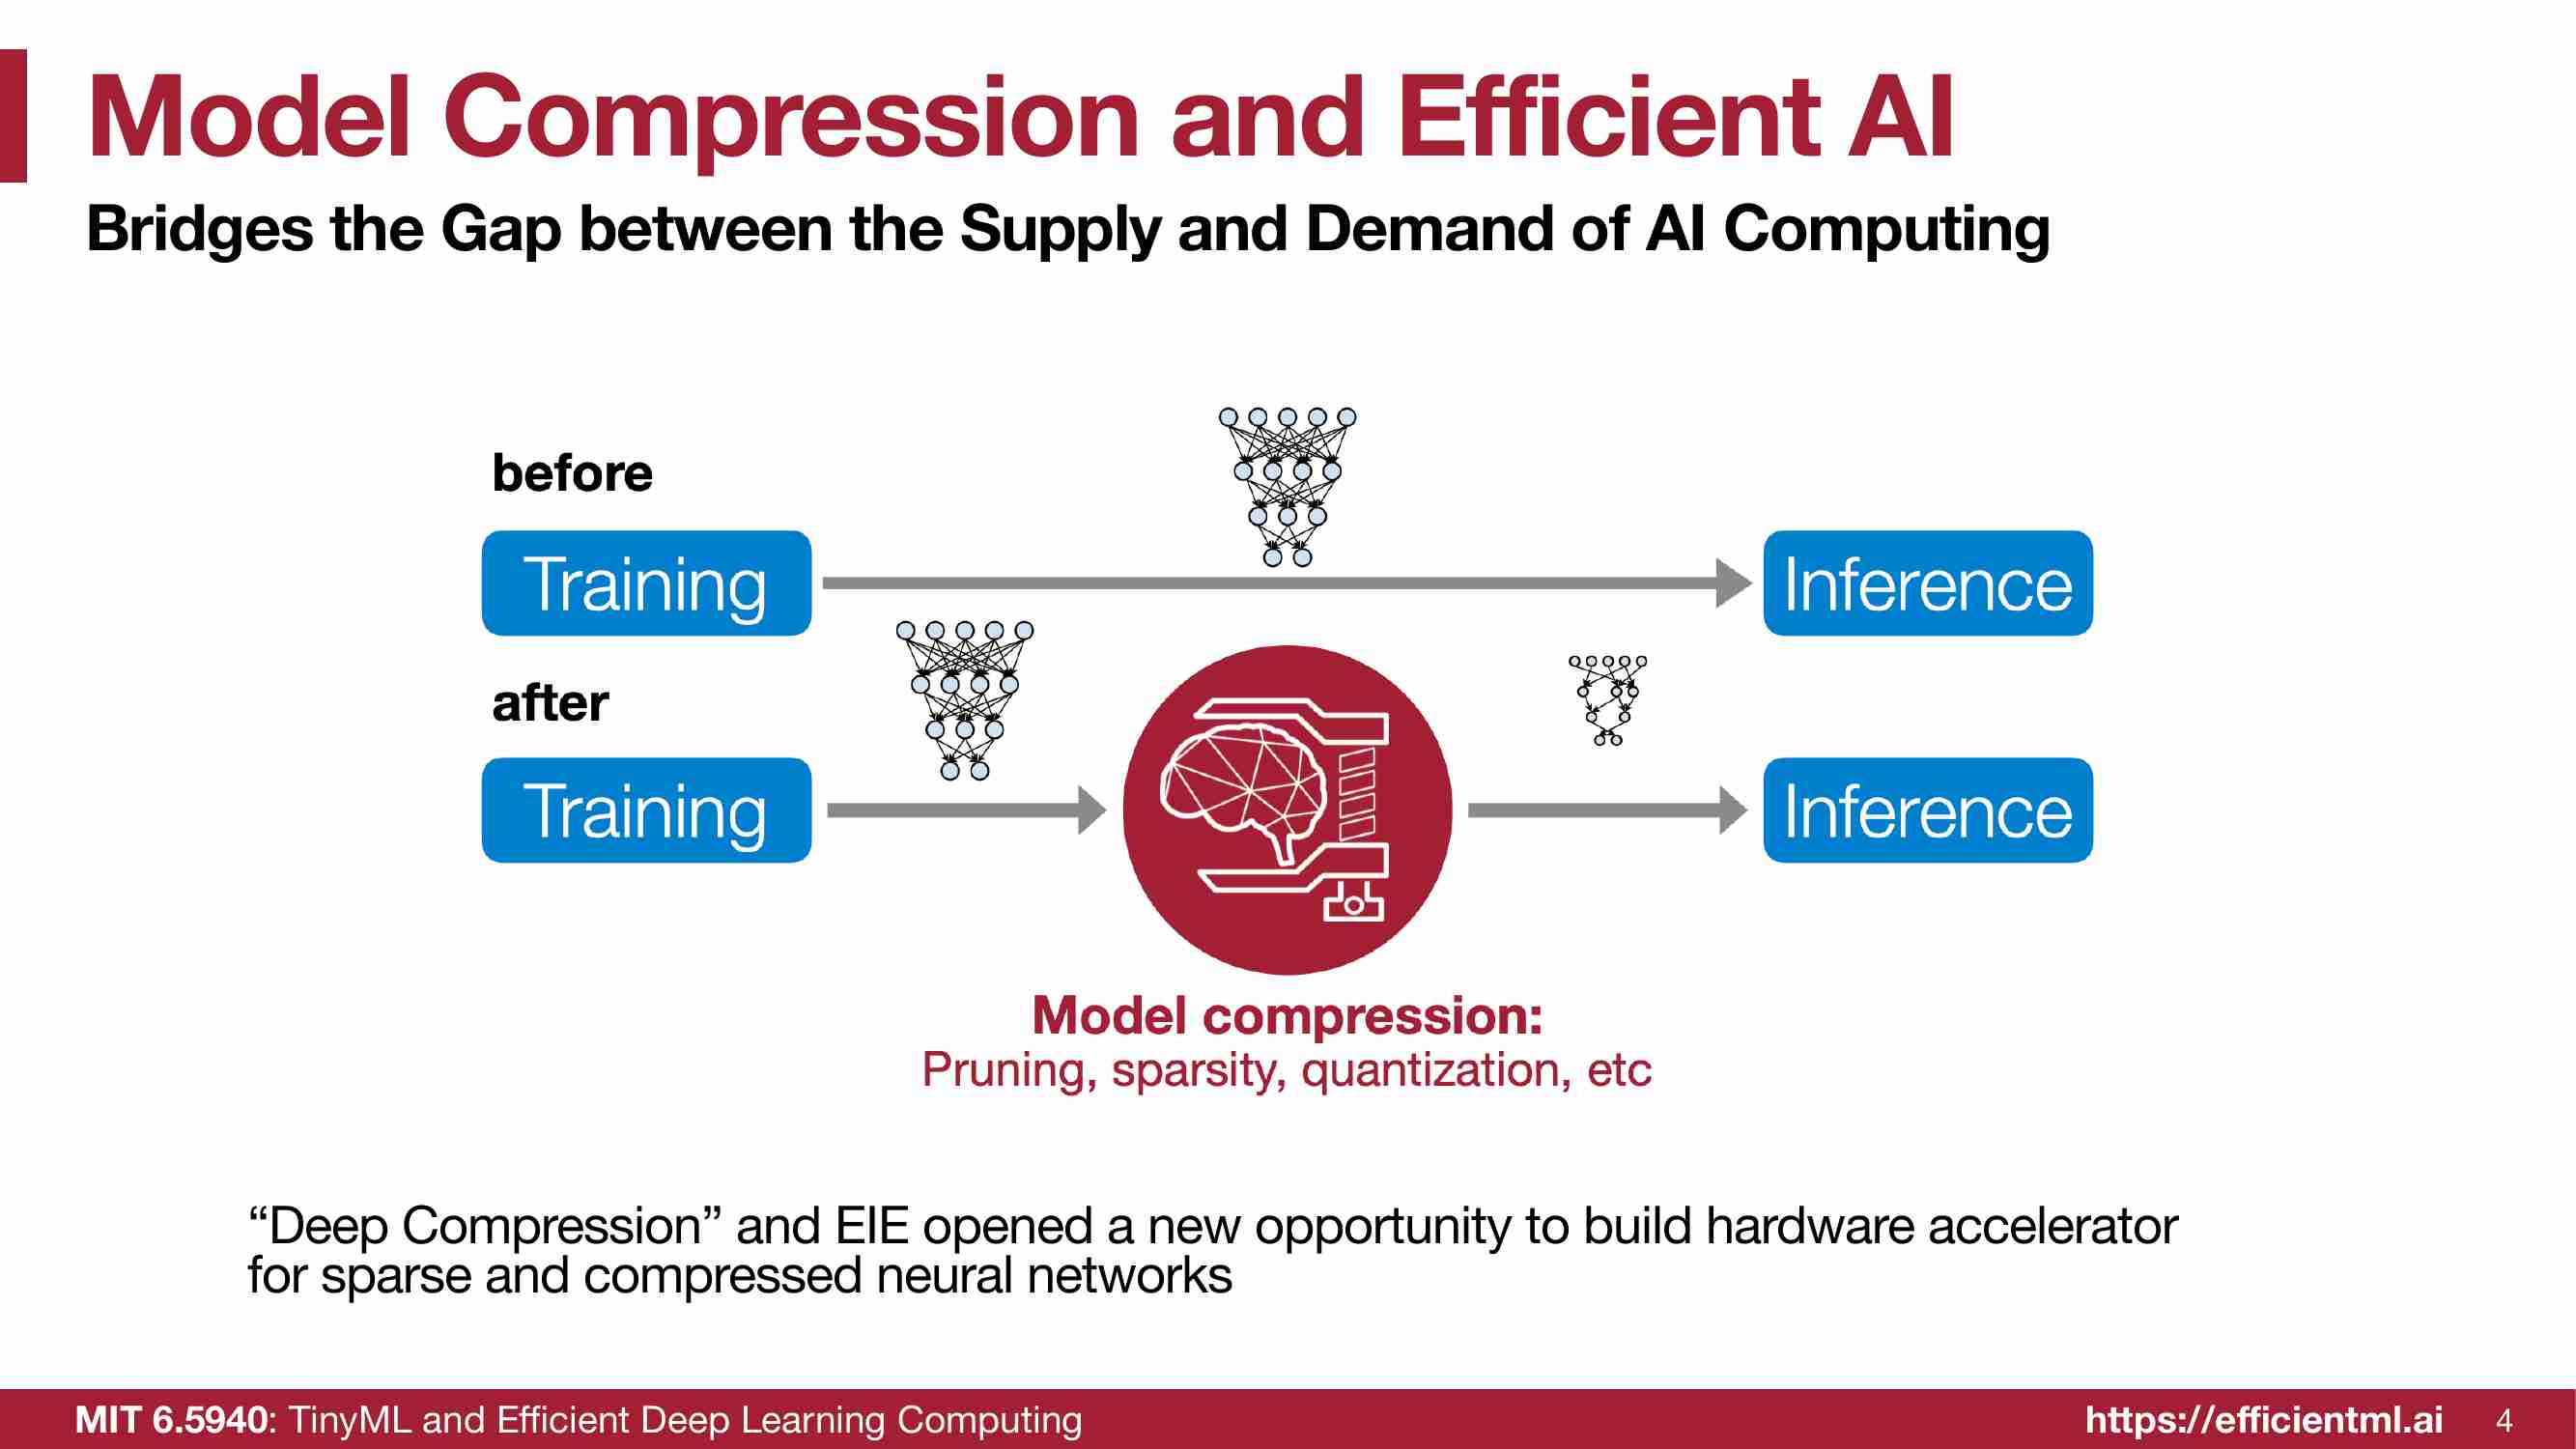 Model Compression and Efficient AI
Bridges the Gap between the Supply and Demand of AI Computing
before
Training
Inference
after
Training
Inference
Model compression:
Pruning, sparsity, quantization, etc
“Deep Compression” and EIE opened a new opportunity to build hardware accelerator
for sparse and compressed neural networks
MIT 6.5940: TinyML and Efficient Deep Learning Computing
https://efficientml.ai
4